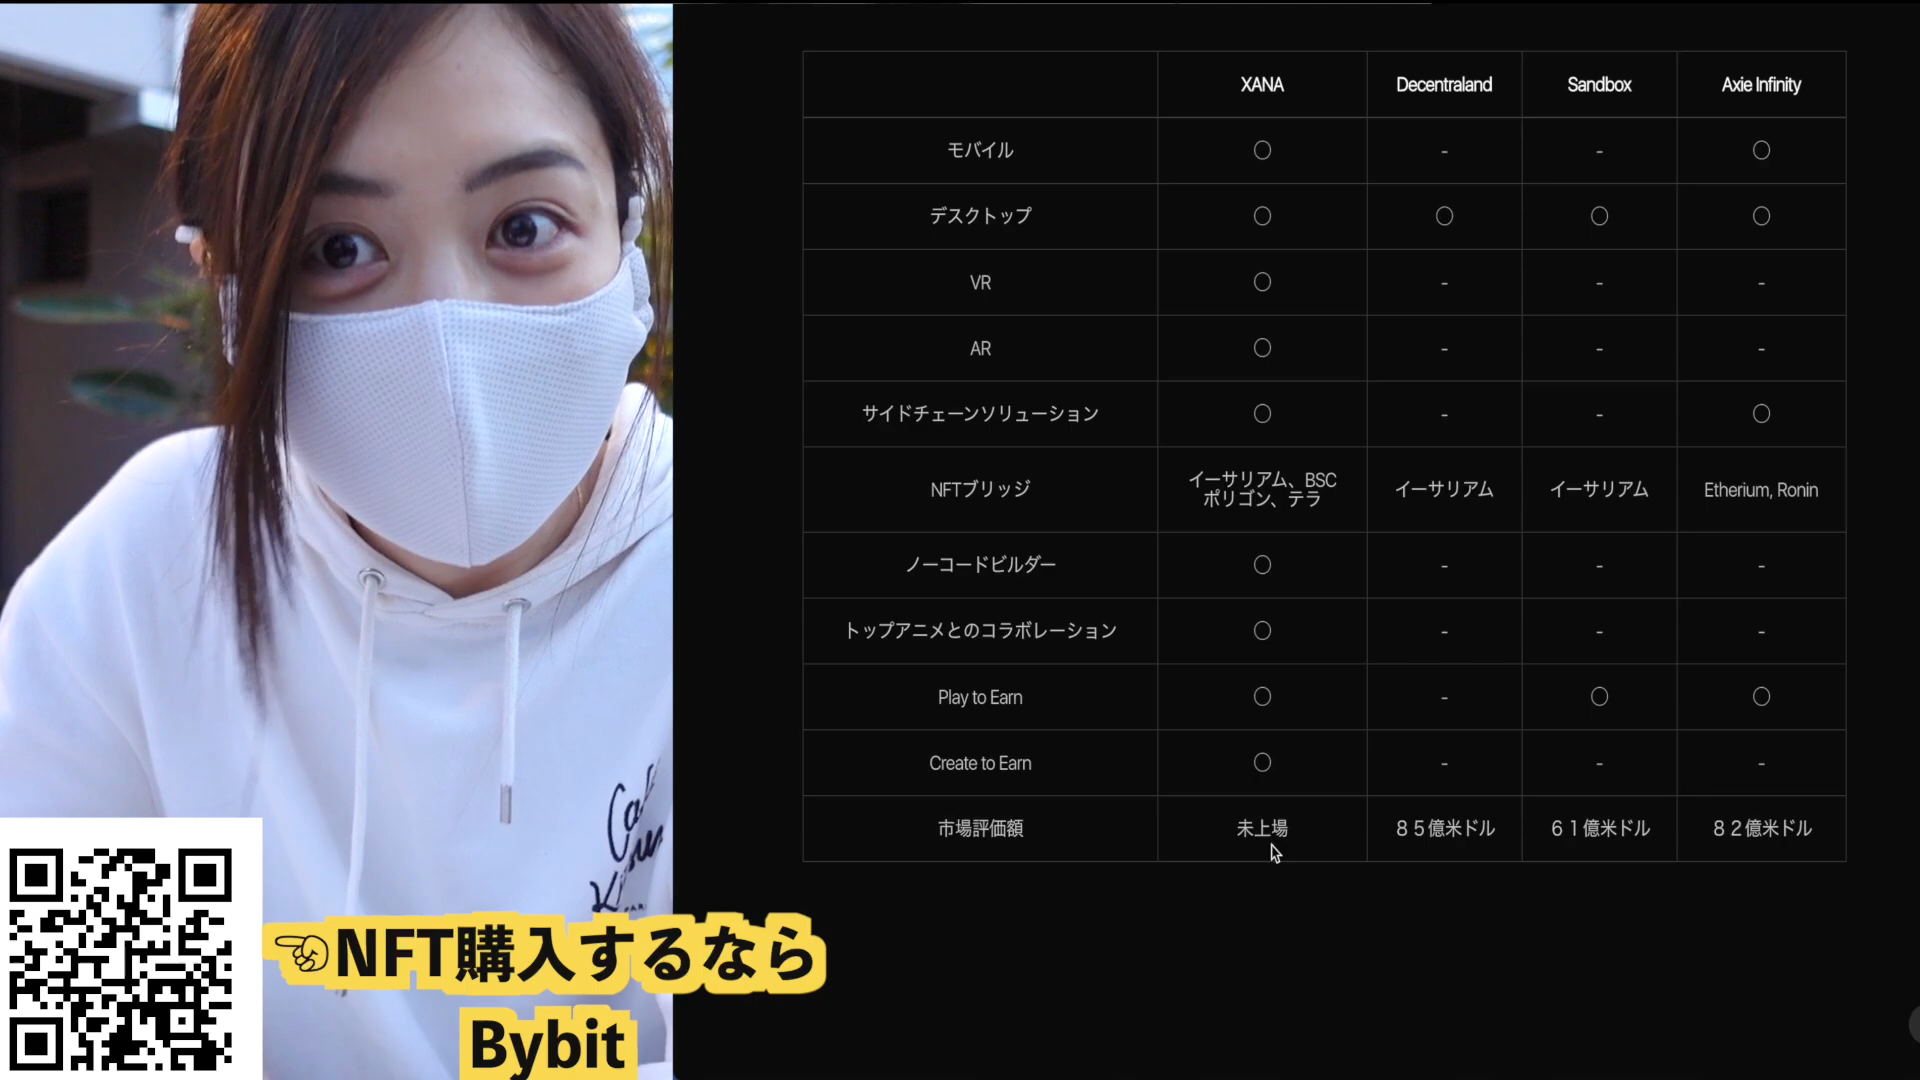 XANA Decentraland Sandbox Axie Infinity
モバイル ○ - - ○
デスクトップ ○ ○ ○ ○
VR ○ - - -
AR ○ - - -
サイドチェーンソリューション ○ - - ○
NFTブリッジ イーサリアム、BSC
ポリゴン、テラ イーサリアム イーサリアム Etherium, Ronin
ノーコードビルダー ○ - - -
トップアニメとのコラボレーション ○ - - -
Play to Earn ○ - ○ ○
Create to Earn ○ - - -
市場評価額 未上場 85億米ドル 61億米ドル 82億米ドル
NFT購入するなら
Bybit